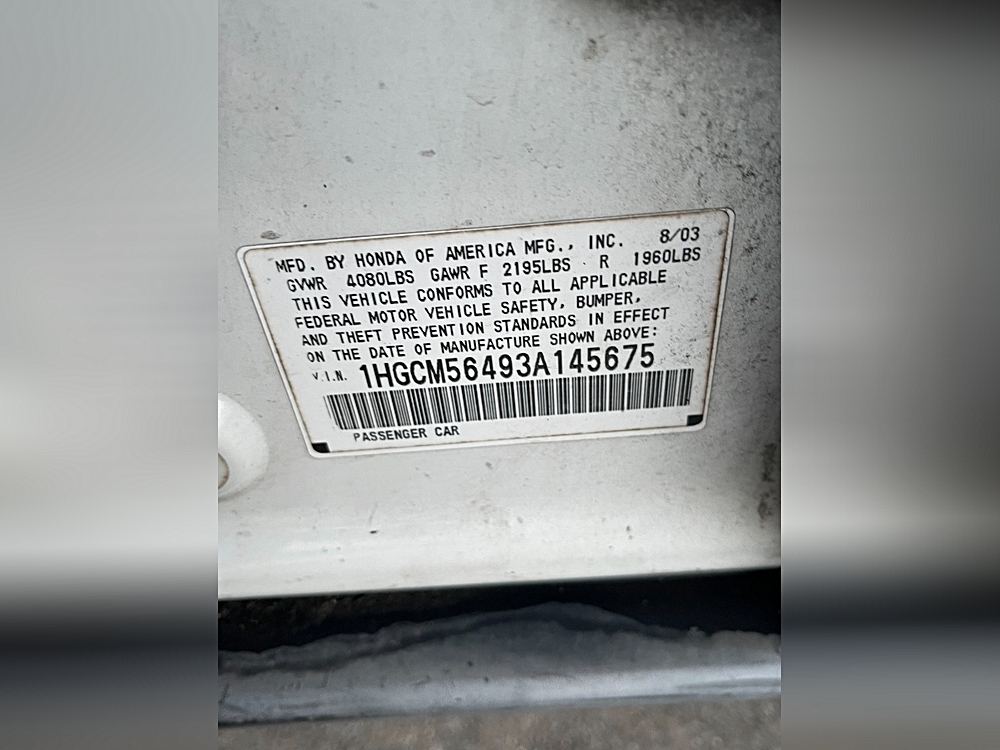 MFD. BY HONDA OF AMERICA MFG., INC. 8/03
GVWR 4080LBS GAWR F 2195LBS R 1960LBS
THIS VEHICLE CONFORMS TO ALL APPLICABLE
FEDERAL MOTOR VEHICLE SAFETY, BUMPER,
AND THEFT PREVENTION STANDARDS IN EFFECT
ON THE DATE OF MANUFACTURE SHOWN ABOVE:
V.I.N. 1HGCM56493A145675
PASSENGER CAR